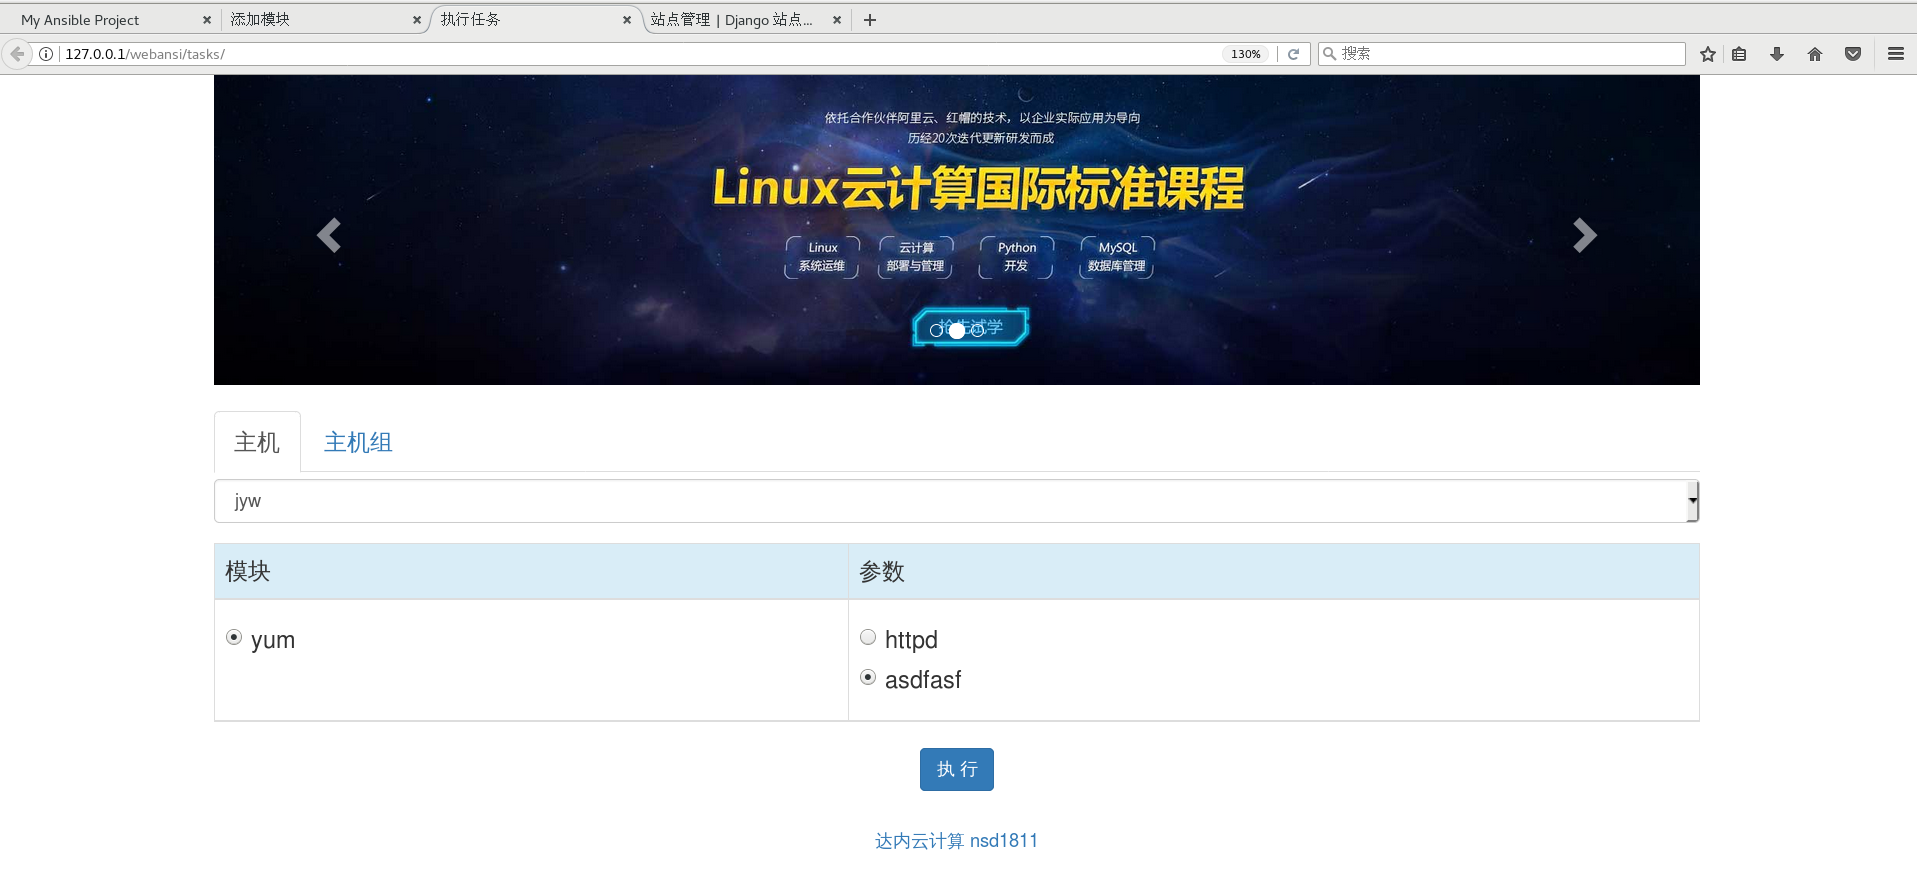 My Ansible Project
添加模块
执行任务
站点管理 | Django 站点...
127.0.0.1/webansi/tasks/
130%
搜索
依托合作伙伴阿里云、红帽的技术，以企业实际应用为导向
历经20次迭代更新研发而成
Linux云计算国际标准课程
Linux
系统运维
云计算
部署与管理
Python
开发
MySQL
数据库管理
抢先试学
主机
主机组
jyw
模块
参数
yum
httpd
asdfasf
执 行
达内云计算 nsd1811